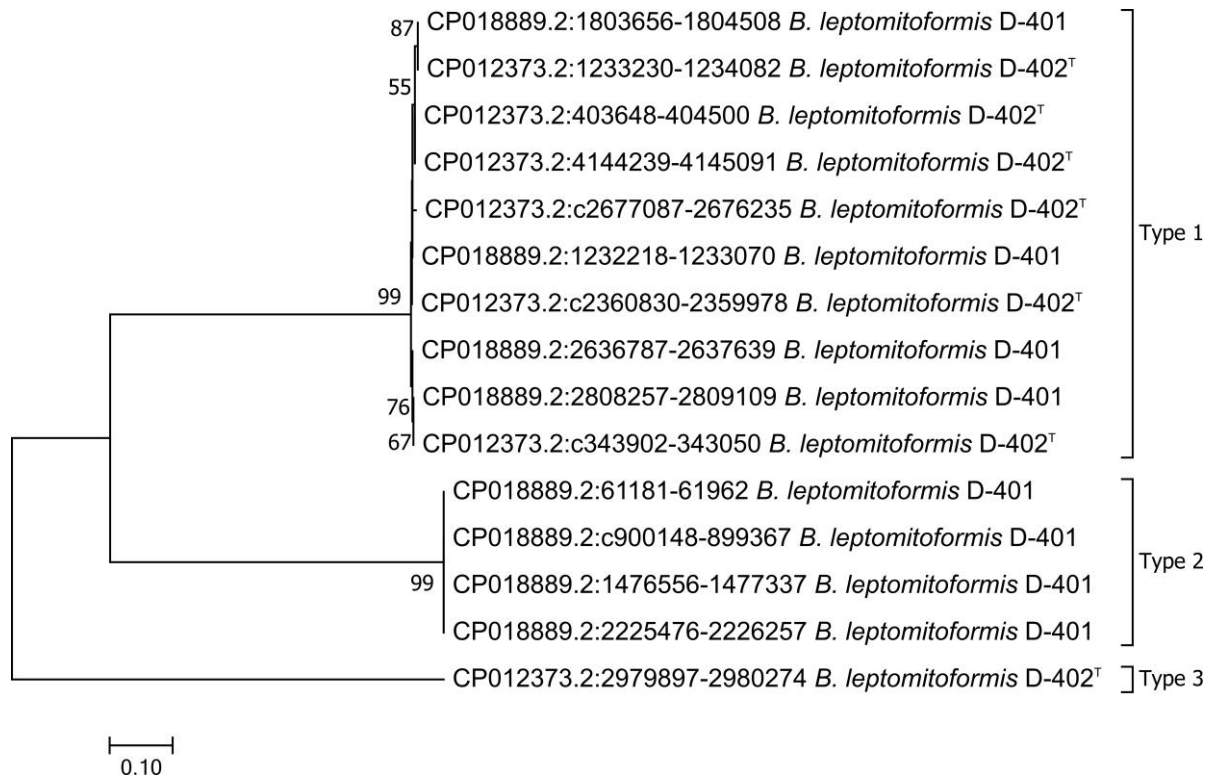 87
CP018889.2:1803656-1804508 B. leptomitoformis D-401
CP012373.2:1233230-1234082 B. leptomitoformis D-402ᵀ
55
CP012373.2:403648-404500 B. leptomitoformis D-402ᵀ
CP012373.2:4144239-4145091 B. leptomitoformis D-402ᵀ
CP012373.2:c2677087-2676235 B. leptomitoformis D-402ᵀ
Type 1
CP018889.2:1232218-1233070 B. leptomitoformis D-401
99
CP012373.2:c2360830-2359978 B. leptomitoformis D-402ᵀ
CP018889.2:2636787-2637639 B. leptomitoformis D-401
CP018889.2:2808257-2809109 B. leptomitoformis D-401
76
67
CP012373.2:c343902-343050 B. leptomitoformis D-402ᵀ
CP018889.2:61181-61962 B. leptomitoformis D-401
CP018889.2:c900148-899367 B. leptomitoformis D-401
Type 2
99
CP018889.2:1476556-1477337 B. leptomitoformis D-401
CP018889.2:2225476-2226257 B. leptomitoformis D-401
CP012373.2:2979897-2980274 B. leptomitoformis D-402ᵀ
Type 3
0.10